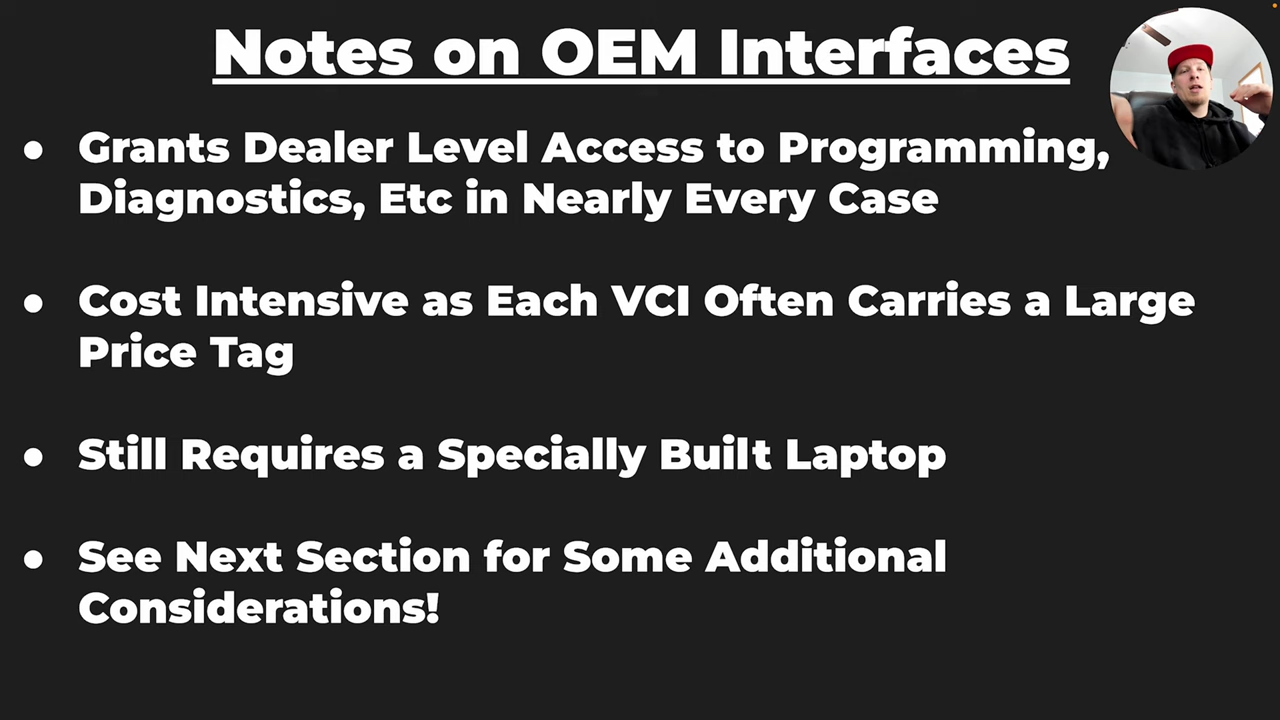 Notes on OEM Interfaces
● Grants Dealer Level Access to Programming,
Diagnostics, Etc in Nearly Every Case
● Cost Intensive as Each VCI Often Carries a Large
Price Tag
● Still Requires a Specially Built Laptop
● See Next Section for Some Additional
Considerations!